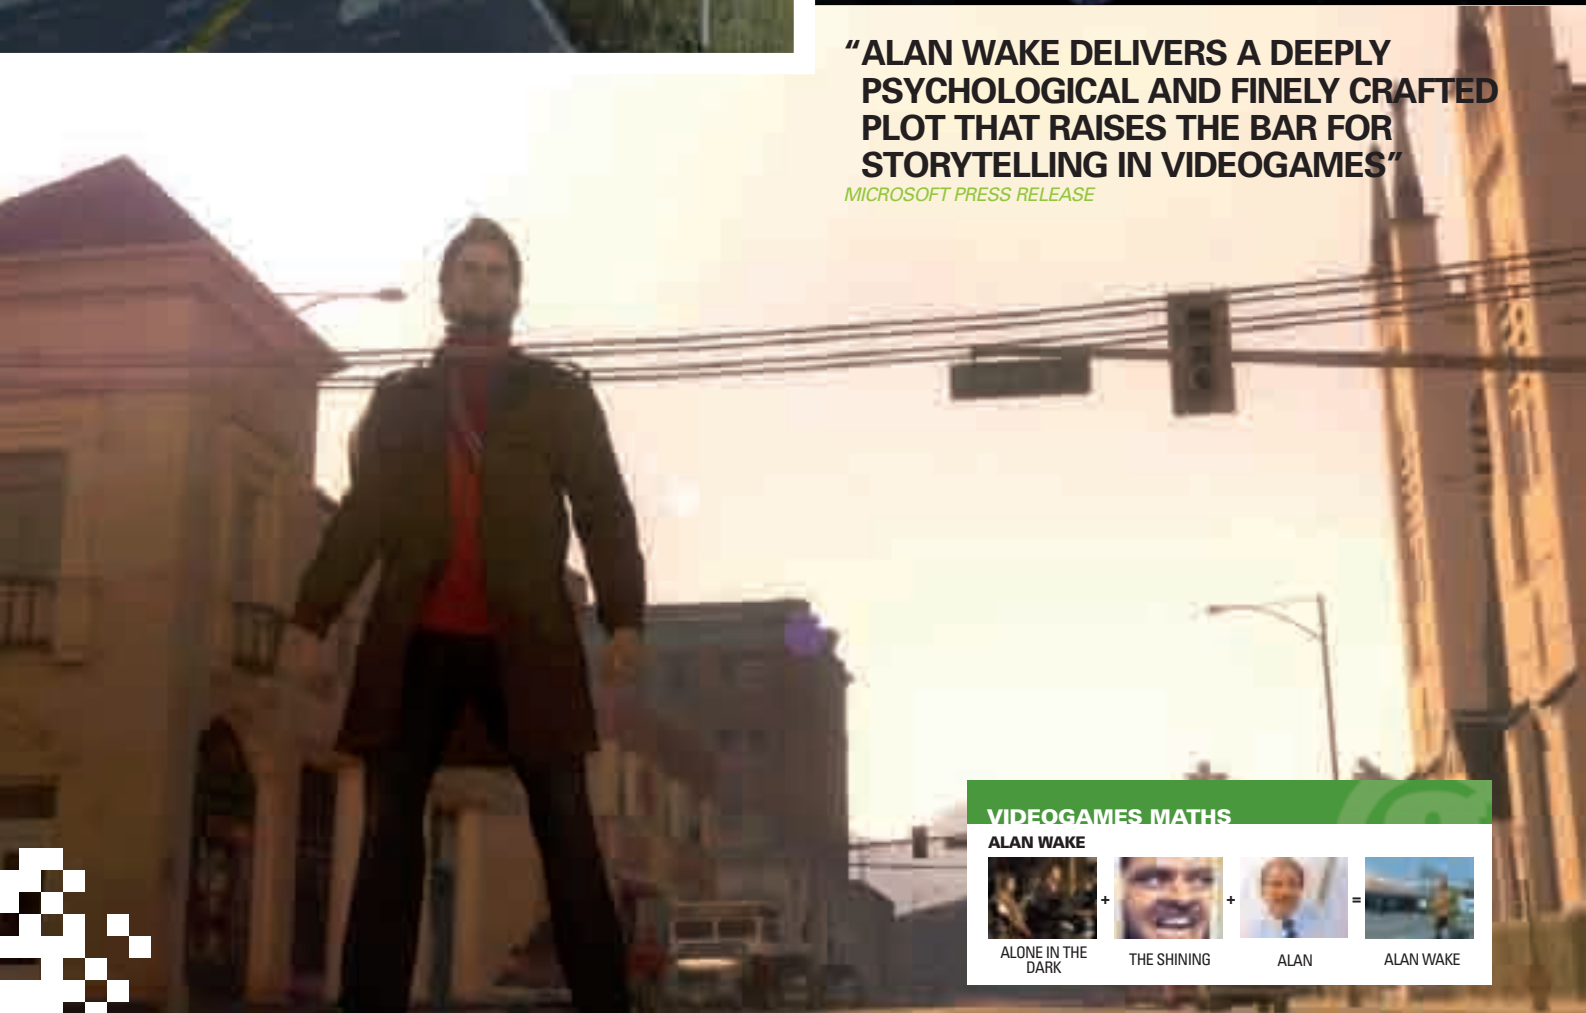 “ALAN WAKE DELIVERS A DEEPLY
PSYCHOLOGICAL AND FINELY CRAFTED
PLOT THAT RAISES THE BAR FOR
STORYTELLING IN VIDEOGAMES”
MICROSOFT PRESS RELEASE
VIDEOGAMES MATHS
ALAN WAKE
+ + =
ALONE IN THE
DARK
THE SHINING
ALAN
ALAN WAKE